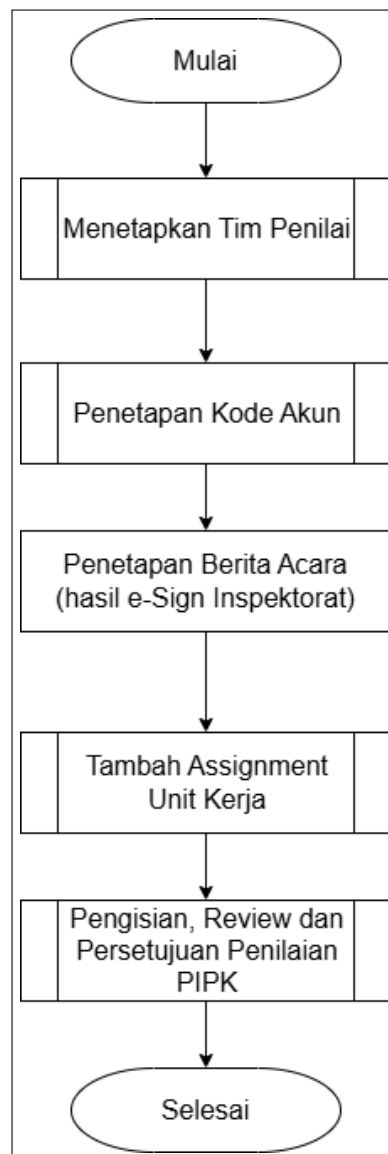 Mulai
Menetapkan Tim Penilai
Penetapan Kode Akun
Penetapan Berita Acara
(hasil e-Sign Inspektorat)
Tambah Assignment
Unit Kerja
Pengisian, Review dan
Persetujuan Penilaian
PIPK
Selesai